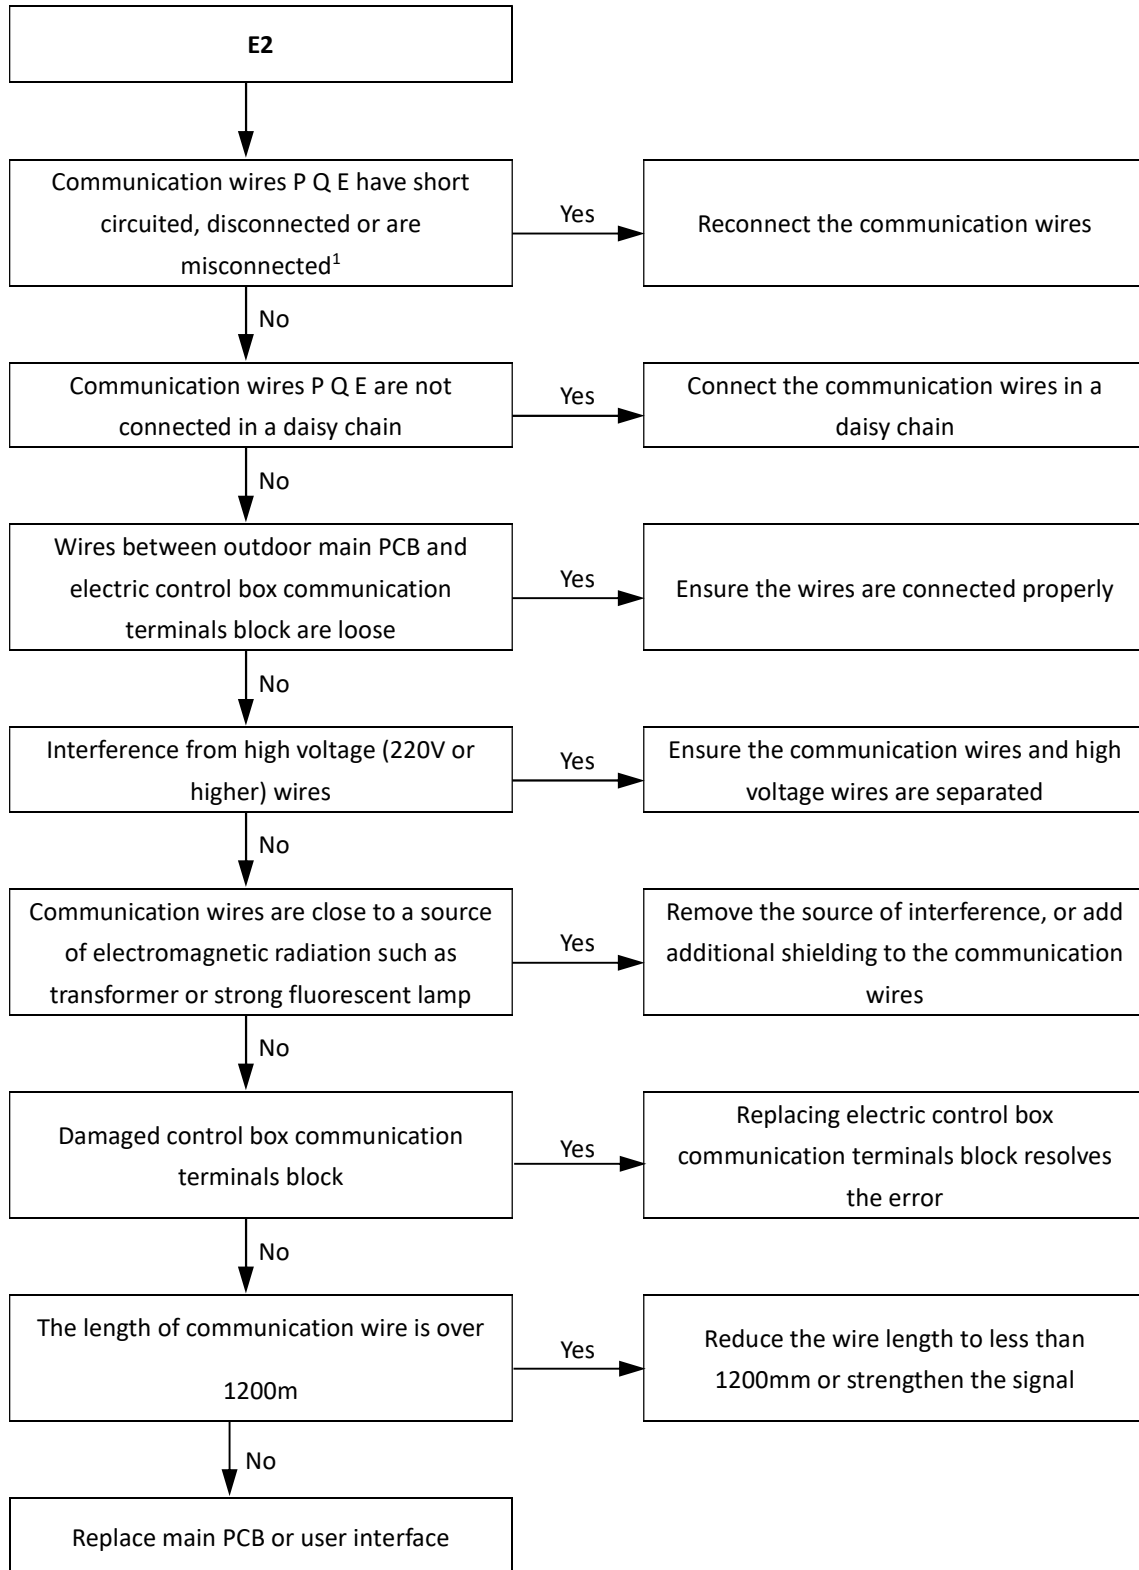 E2
Communication wires P Q E have short
circuited, disconnected or are
misconnected¹
Yes
Reconnect the communication wires
No
Communication wires P Q E are not
connected in a daisy chain
Yes
Connect the communication wires in a
daisy chain
No
Wires between outdoor main PCB and
electric control box communication
terminals block are loose
Yes
Ensure the wires are connected properly
No
Interference from high voltage (220V or
higher) wires
Yes
Ensure the communication wires and high
voltage wires are separated
No
Communication wires are close to a source
of electromagnetic radiation such as
transformer or strong fluorescent lamp
Yes
Remove the source of interference, or add
additional shielding to the communication
wires
No
Damaged control box communication
terminals block
Yes
Replacing electric control box
communication terminals block resolves
the error
No
The length of communication wire is over
1200m
Yes
Reduce the wire length to less than
1200mm or strengthen the signal
No
Replace main PCB or user interface